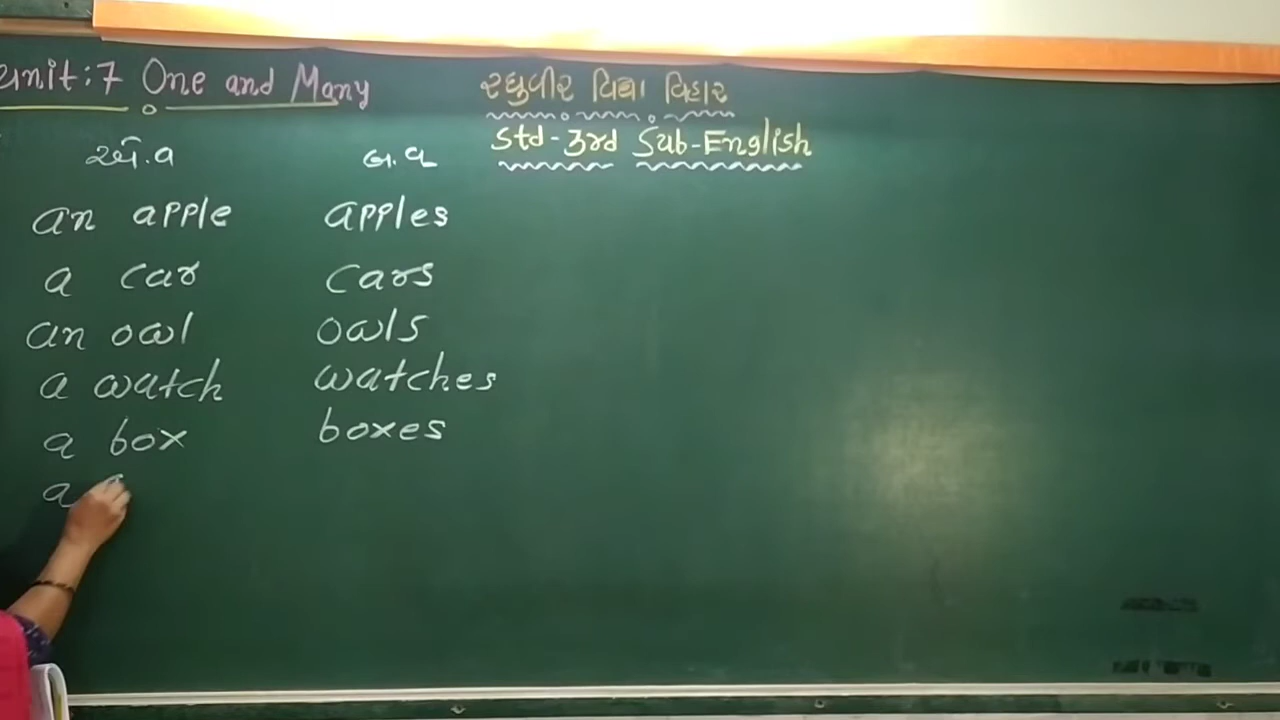 unit:7 One and Many
રઘુવીર વિદ્યા વિહાર
Std-3rd Sub-English
એ.વ બ.વ
an apple apples
a car cars
an owl owls
a watch watches
a box boxes
a